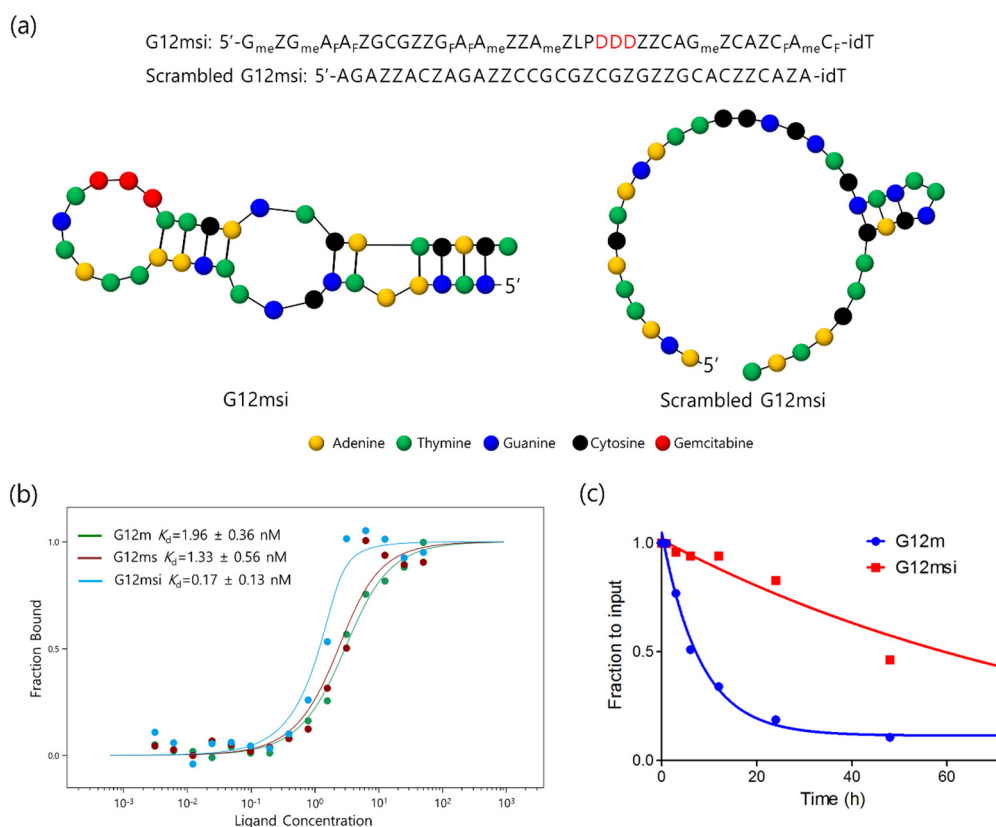 (a)
G12msi: 5’-GmeZGmeAFAFZGCGZZGFAFAmeZZAmeZLPDDDZZCAGmeZCAZCFAmeCF-idT
Scrambled G12msi: 5’-AGAZZACZAGAZZCCGCGZCGZGZZGCACZZCAZA-idT
5’
5’
G12msi
Scrambled G12msi
Adenine Thymine Guanine Cytosine Gemcitabine
(b)
G12m Kd=1.96 ± 0.36 nM
G12ms Kd=1.33 ± 0.56 nM
G12msi Kd=0.17 ± 0.13 nM
Fraction Bound
1.0
0.5
0.0
10-3 10-2 10-1 100 101 102 103
Ligand Concentration
(c)
G12m
G12msi
Fraction to input
1.0
0.5
0.0
0 20 40 60
Time (h)